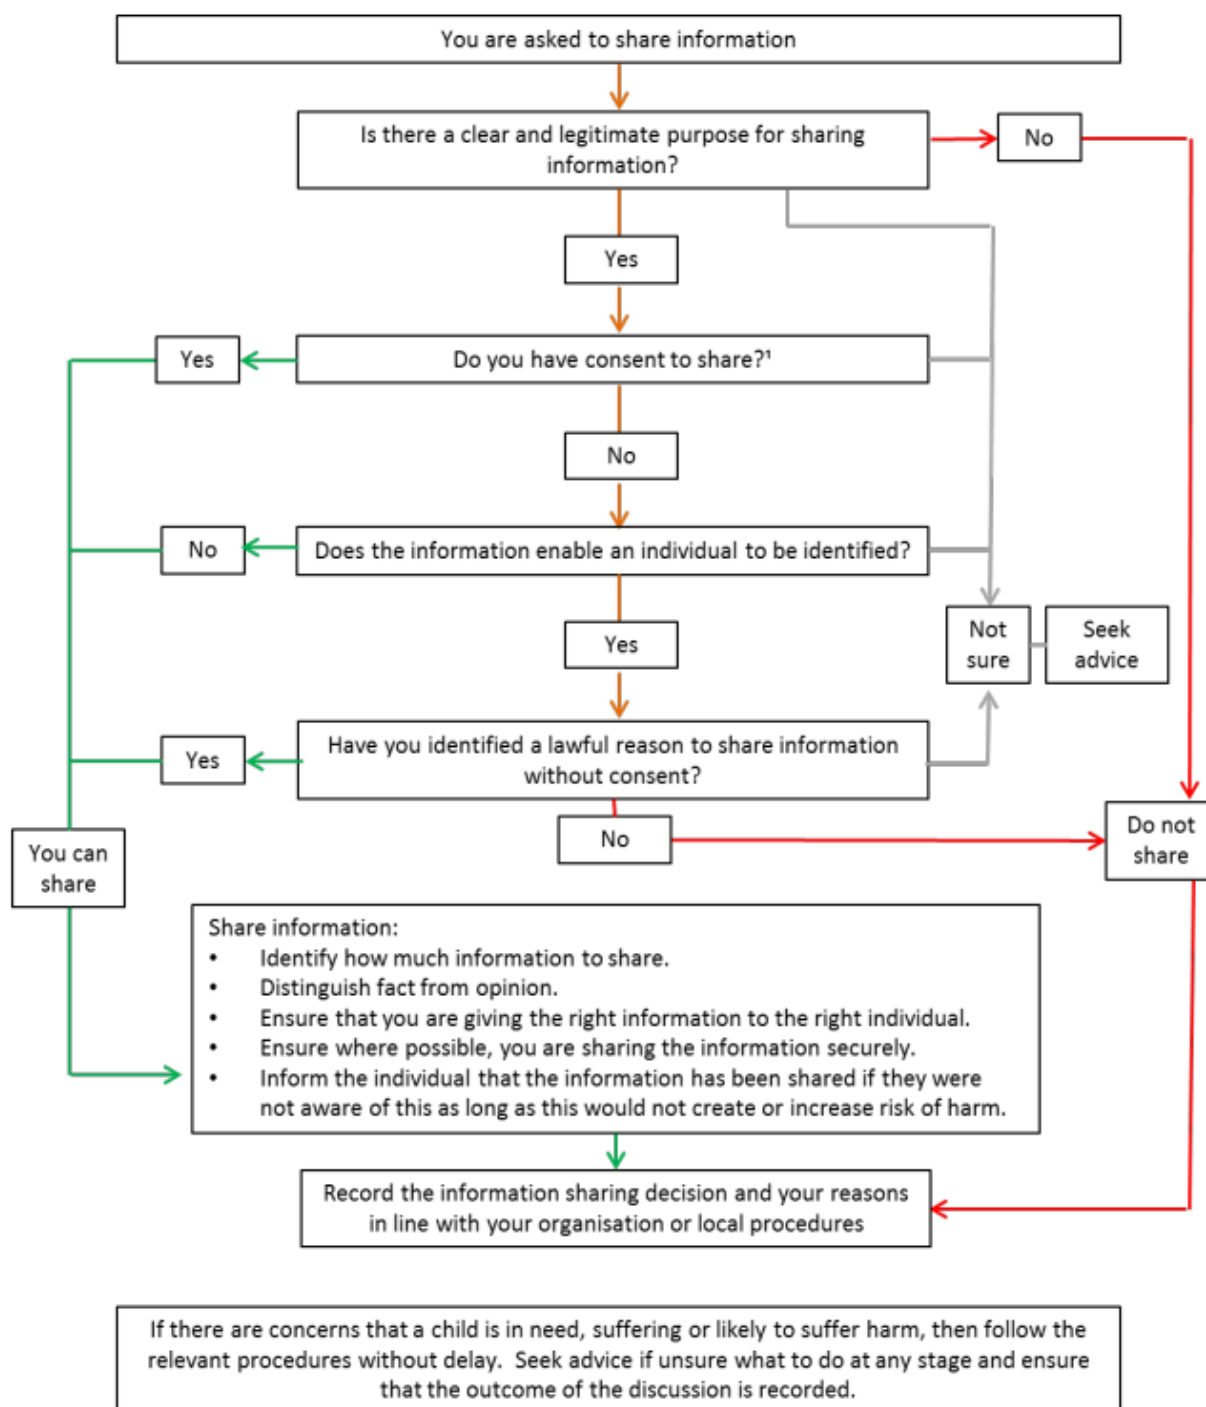 You are asked to share information
Is there a clear and legitimate purpose for sharing
information?
No
Yes
Yes
Do you have consent to share?¹
No
No
Does the information enable an individual to be identified?
Yes
Not
sure
Seek
advice
Yes
Have you identified a lawful reason to share information
without consent?
No
You can
share
Do not
share
Share information:
• Identify how much information to share.
• Distinguish fact from opinion.
• Ensure that you are giving the right information to the right individual.
• Ensure where possible, you are sharing the information securely.
• Inform the individual that the information has been shared if they were
not aware of this as long as this would not create or increase risk of harm.
Record the information sharing decision and your reasons
in line with your organisation or local procedures
If there are concerns that a child is in need, suffering or likely to suffer harm, then follow the
relevant procedures without delay.  Seek advice if unsure what to do at any stage and ensure
that the outcome of the discussion is recorded.